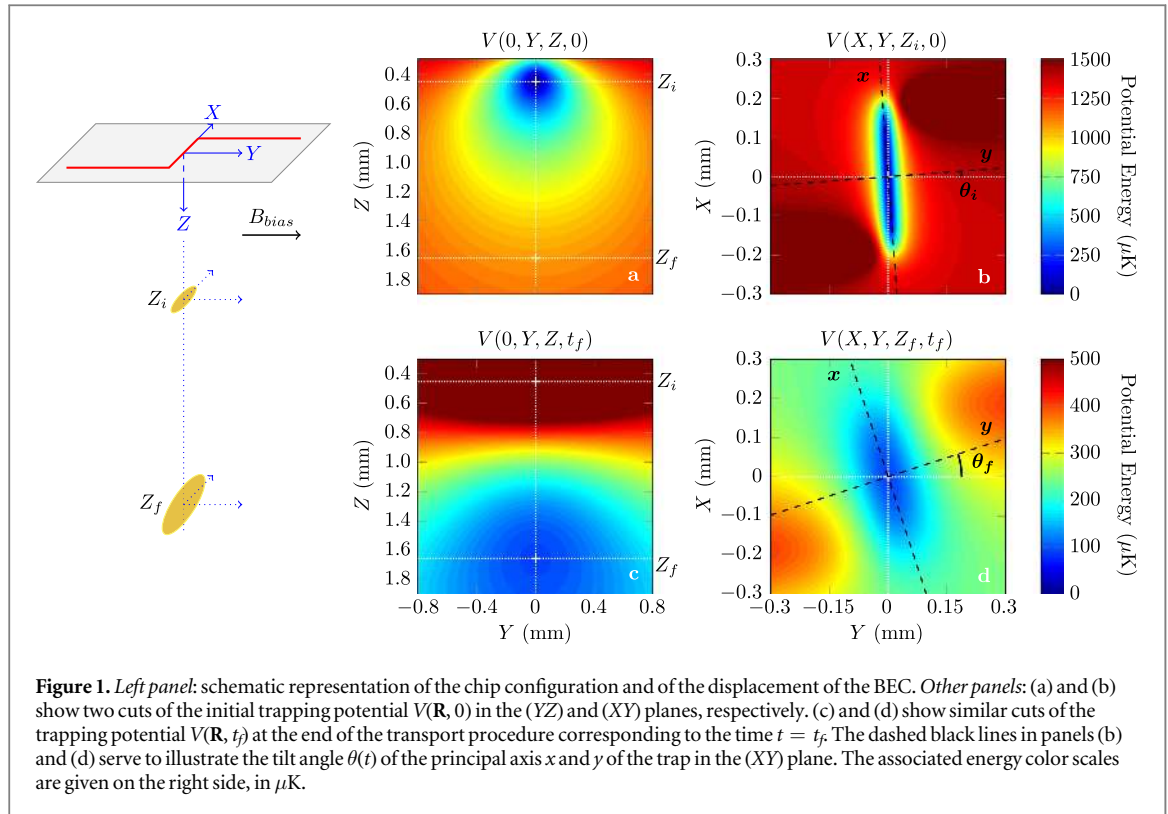 V(0, Y, Z, 0)
V(X, Y, Z_i, 0)
X
Y
Z
B_bias
Z_i
Z_f
0.4
0.6
0.8
1.0
1.2
1.4
1.6
1.8
Z (mm)
Z_i
Z_f
a
0.3
0.2
0.1
0
−0.1
−0.2
−0.3
X (mm)
x
y
θ_i
b
1500
1250
1000
750
500
250
0
Potential Energy (μK)
V(0, Y, Z, t_f)
V(X, Y, Z_f, t_f)
0.4
0.6
0.8
1.0
1.2
1.4
1.6
1.8
Z (mm)
Z_i
Z_f
c
−0.8
−0.4
0
0.4
0.8
Y (mm)
0.3
0.2
0.1
0
−0.1
−0.2
−0.3
X (mm)
x
y
θ_f
d
−0.3
−0.15
0
0.15
0.3
Y (mm)
500
400
300
200
100
0
Potential Energy (μK)
Figure 1. Left panel: schematic representation of the chip configuration and of the displacement of the BEC. Other panels: (a) and (b)
show two cuts of the initial trapping potential V(R, 0) in the (YZ) and (XY) planes, respectively. (c) and (d) show similar cuts of the
trapping potential V(R, t_f) at the end of the transport procedure corresponding to the time t = t_f. The dashed black lines in panels (b)
and (d) serve to illustrate the tilt angle θ(t) of the principal axis x and y of the trap in the (XY) plane. The associated energy color scales
are given on the right side, in μK.